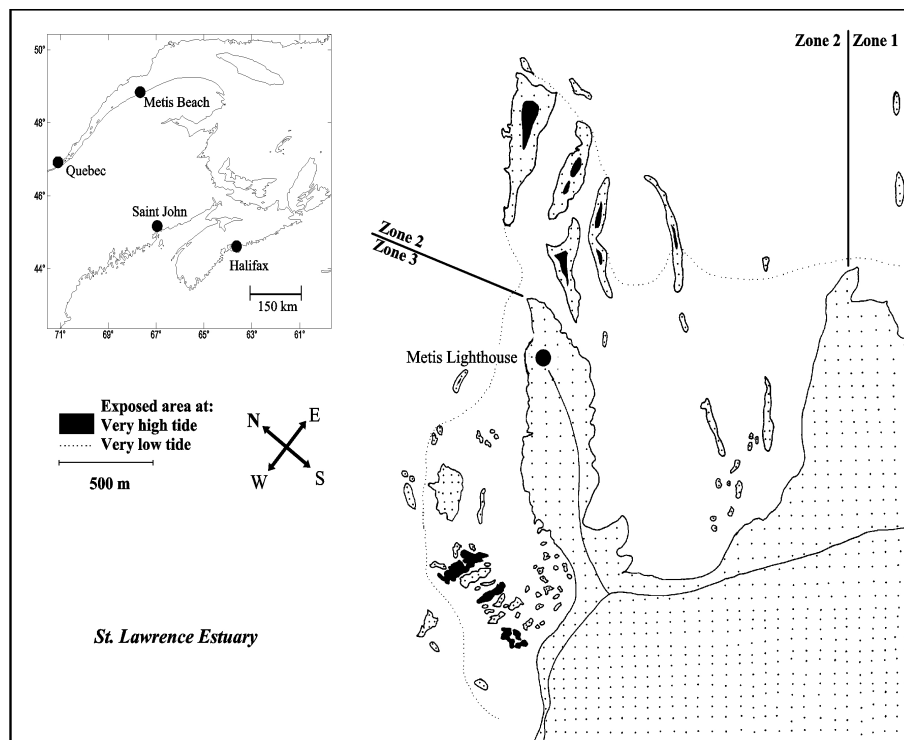 Zone 2 Zone 1
50°
48°
46°
44°
Metis Beach
Quebec
Saint John
Halifax
150 km
71° 69° 67° 65° 63° 61°
Zone 2
Zone 3
Metis Lighthouse
Exposed area at:
Very high tide
Very low tide
500 m
N E
W S
St. Lawrence Estuary